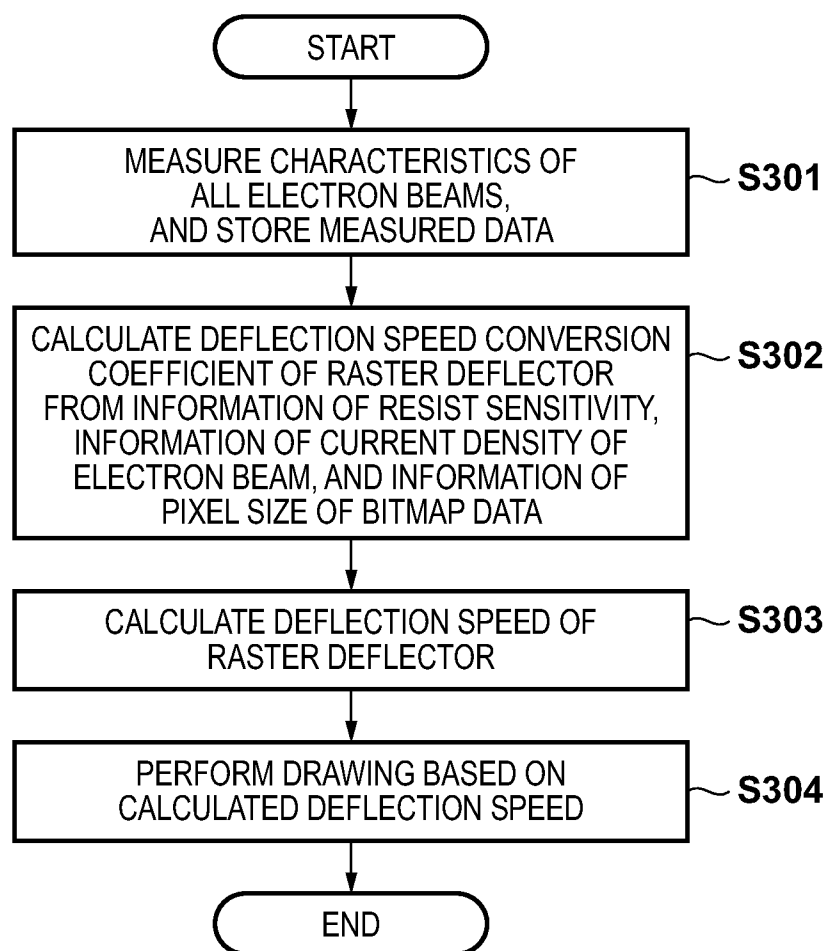 START
MEASURE CHARACTERISTICS OF
ALL ELECTRON BEAMS,
AND STORE MEASURED DATA
S301
CALCULATE DEFLECTION SPEED CONVERSION
COEFFICIENT OF RASTER DEFLECTOR
FROM INFORMATION OF RESIST SENSITIVITY,
INFORMATION OF CURRENT DENSITY OF
ELECTRON BEAM, AND INFORMATION OF
PIXEL SIZE OF BITMAP DATA
S302
CALCULATE DEFLECTION SPEED OF
RASTER DEFLECTOR
S303
PERFORM DRAWING BASED ON
CALCULATED DEFLECTION SPEED
S304
END